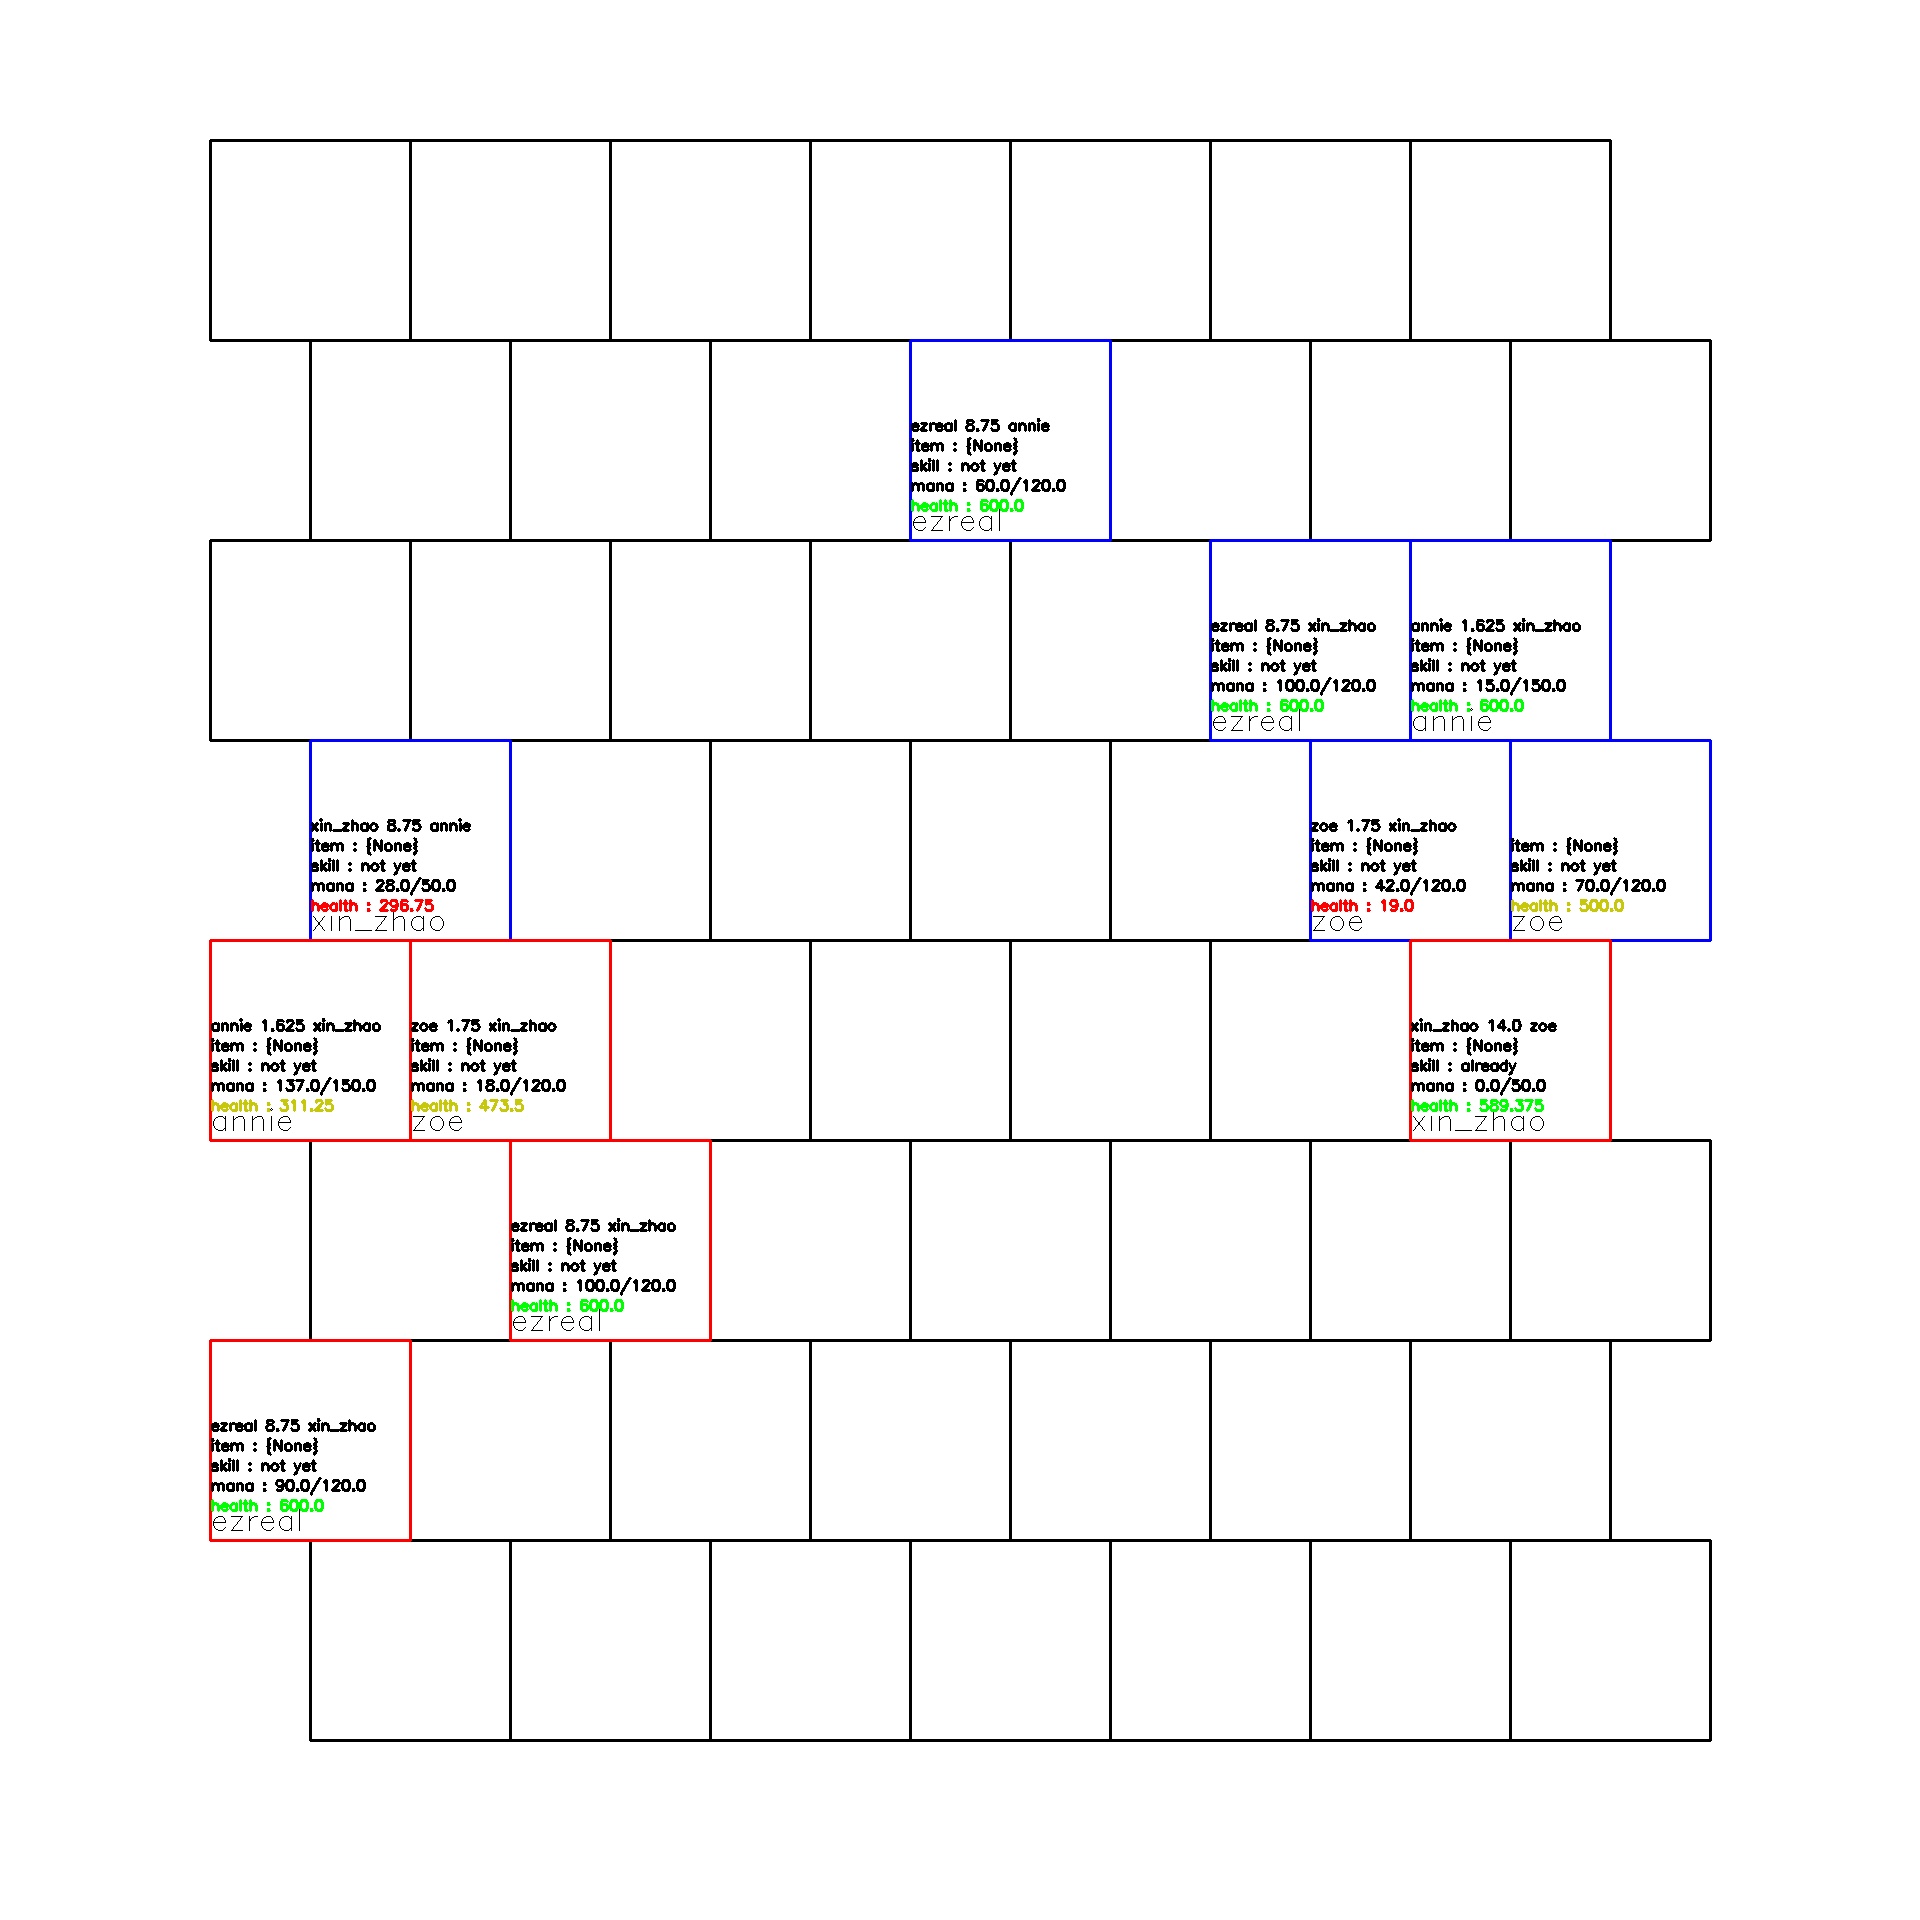 ezreal 8.75 annie
item : {None}
skill : not yet
mana : 60.0/120.0
health : 600.0
ezreal
ezreal 8.75 xin_zhao
item : {None}
skill : not yet
mana : 100.0/120.0
health : 600.0
ezreal
annie 1.625 xin_zhao
item : {None}
skill : not yet
mana : 15.0/150.0
health : 600.0
annie
xin_zhao 8.75 annie
item : {None}
skill : not yet
mana : 28.0/50.0
health : 296.75
xin_zhao
zoe 1.75 xin_zhao
item : {None}
skill : not yet
mana : 42.0/120.0
health : 19.0
zoe
item : {None}
skill : not yet
mana : 70.0/120.0
health : 500.0
zoe
annie 1.625 xin_zhao
item : {None}
skill : not yet
mana : 137.0/150.0
health : 311.25
annie
zoe 1.75 xin_zhao
item : {None}
skill : not yet
mana : 18.0/120.0
health : 473.5
zoe
xin_zhao 14.0 zoe
item : {None}
skill : already
mana : 0.0/50.0
health : 589.375
xin_zhao
ezreal 8.75 xin_zhao
item : {None}
skill : not yet
mana : 100.0/120.0
health : 600.0
ezreal
ezreal 8.75 xin_zhao
item : {None}
skill : not yet
mana : 90.0/120.0
health : 600.0
ezreal